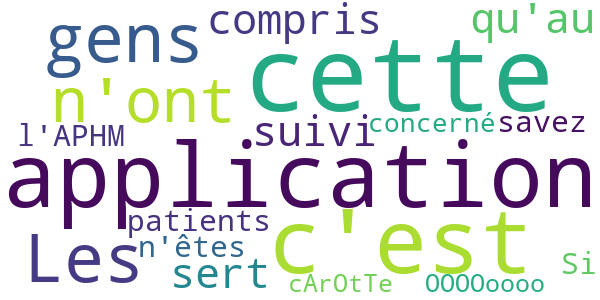 compris qu'au
gens cette
n'ont
l'APHM suivi concerné savez
application
patients
Les n'êtes c'est
sert Si
cArOtTe OOOOoooo